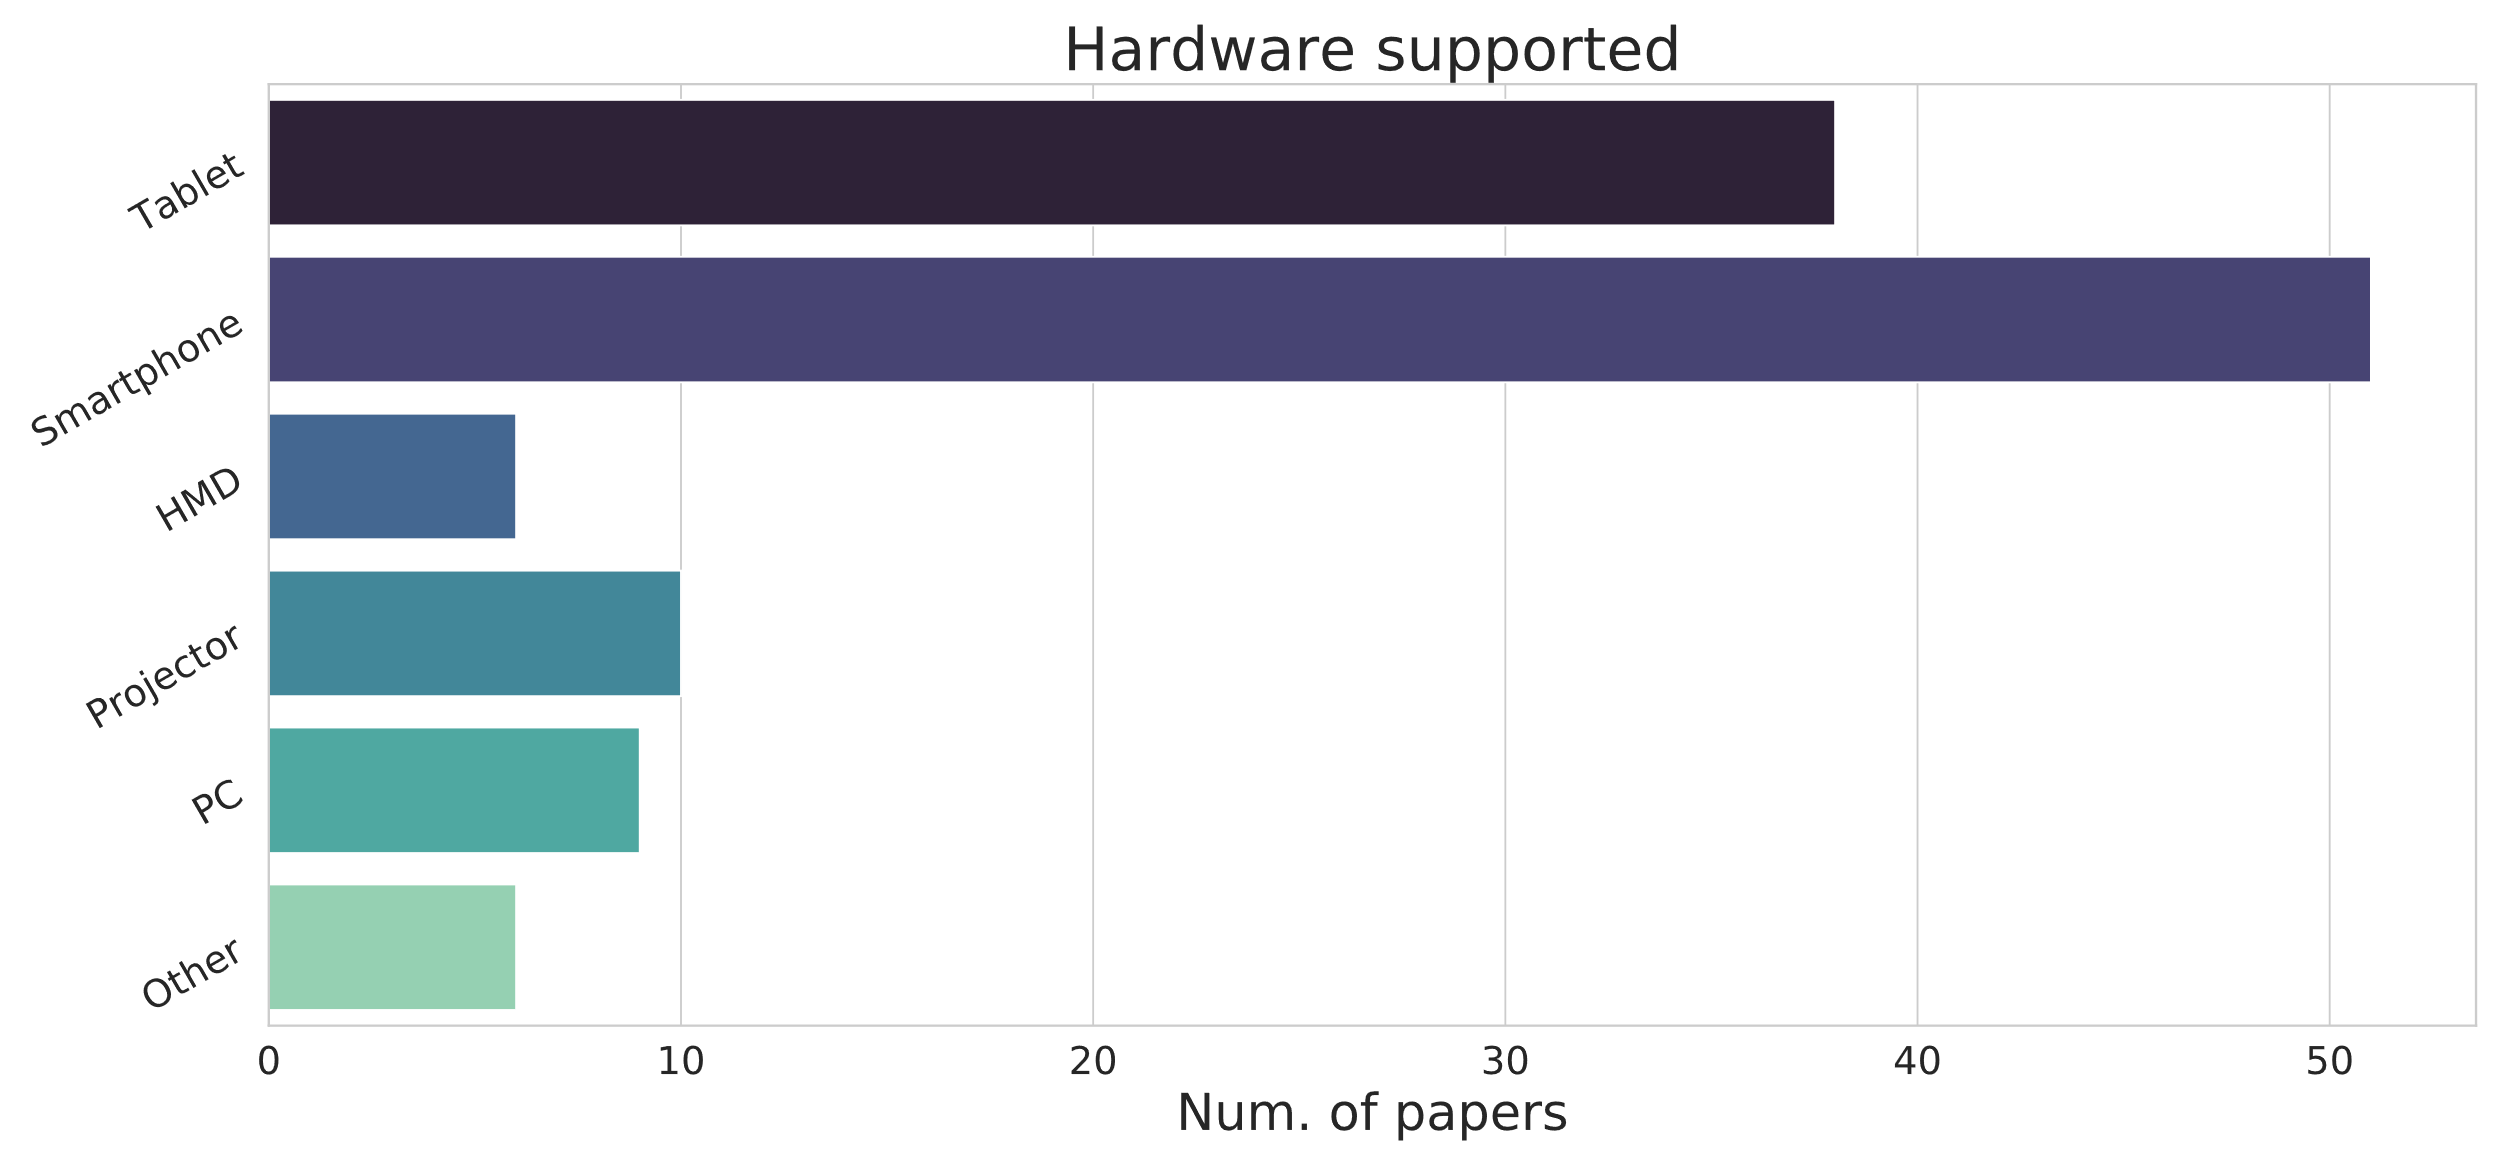 Hardware supported
Tablet
Smartphone
HMD
Projector
PC
Other
0 10 20 30 40 50
Num. of papers